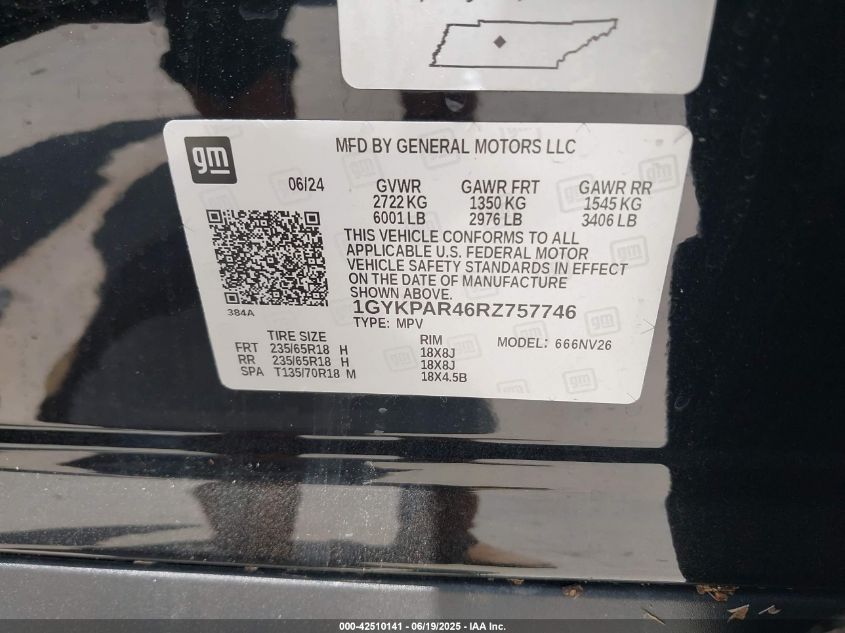 gm
MFD BY GENERAL MOTORS LLC
06/24
GVWR GAWR FRT GAWR RR
2722 KG 1350 KG 1545 KG
6001 LB 2976 LB 3406 LB
THIS VEHICLE CONFORMS TO ALL
APPLICABLE U.S. FEDERAL MOTOR
VEHICLE SAFETY STANDARDS IN EFFECT
ON THE DATE OF MANUFACTURE
SHOWN ABOVE.
384A
1GYKPAR46RZ757746
TYPE: MPV
TIRE SIZE RIM MODEL: 666NV26
FRT 235/65R18 H 18X8J
RR 235/65R18 H 18X8J
SPA T135/70R18 M 18X4.5B
000-42510141 - 06/19/2025 - IAA Inc.